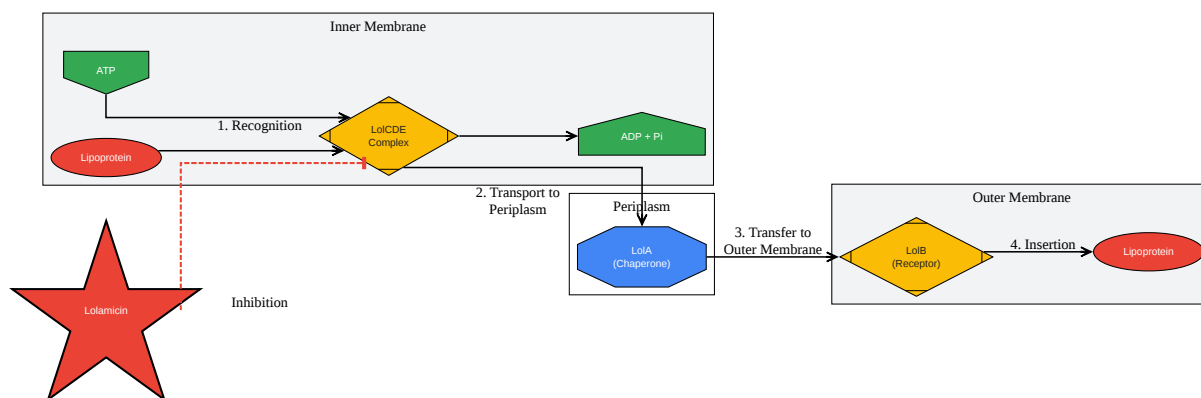 Inner Membrane
ATP
1. Recognition
LolCDE
Complex
Lipoprotein
ADP + Pi
2. Transport to
Periplasm
Periplasm
LolA
(Chaperone)
3. Transfer to
Outer Membrane
Outer Membrane
LolB
(Receptor)
4. Insertion
Lipoprotein
Lolamicin
Inhibition